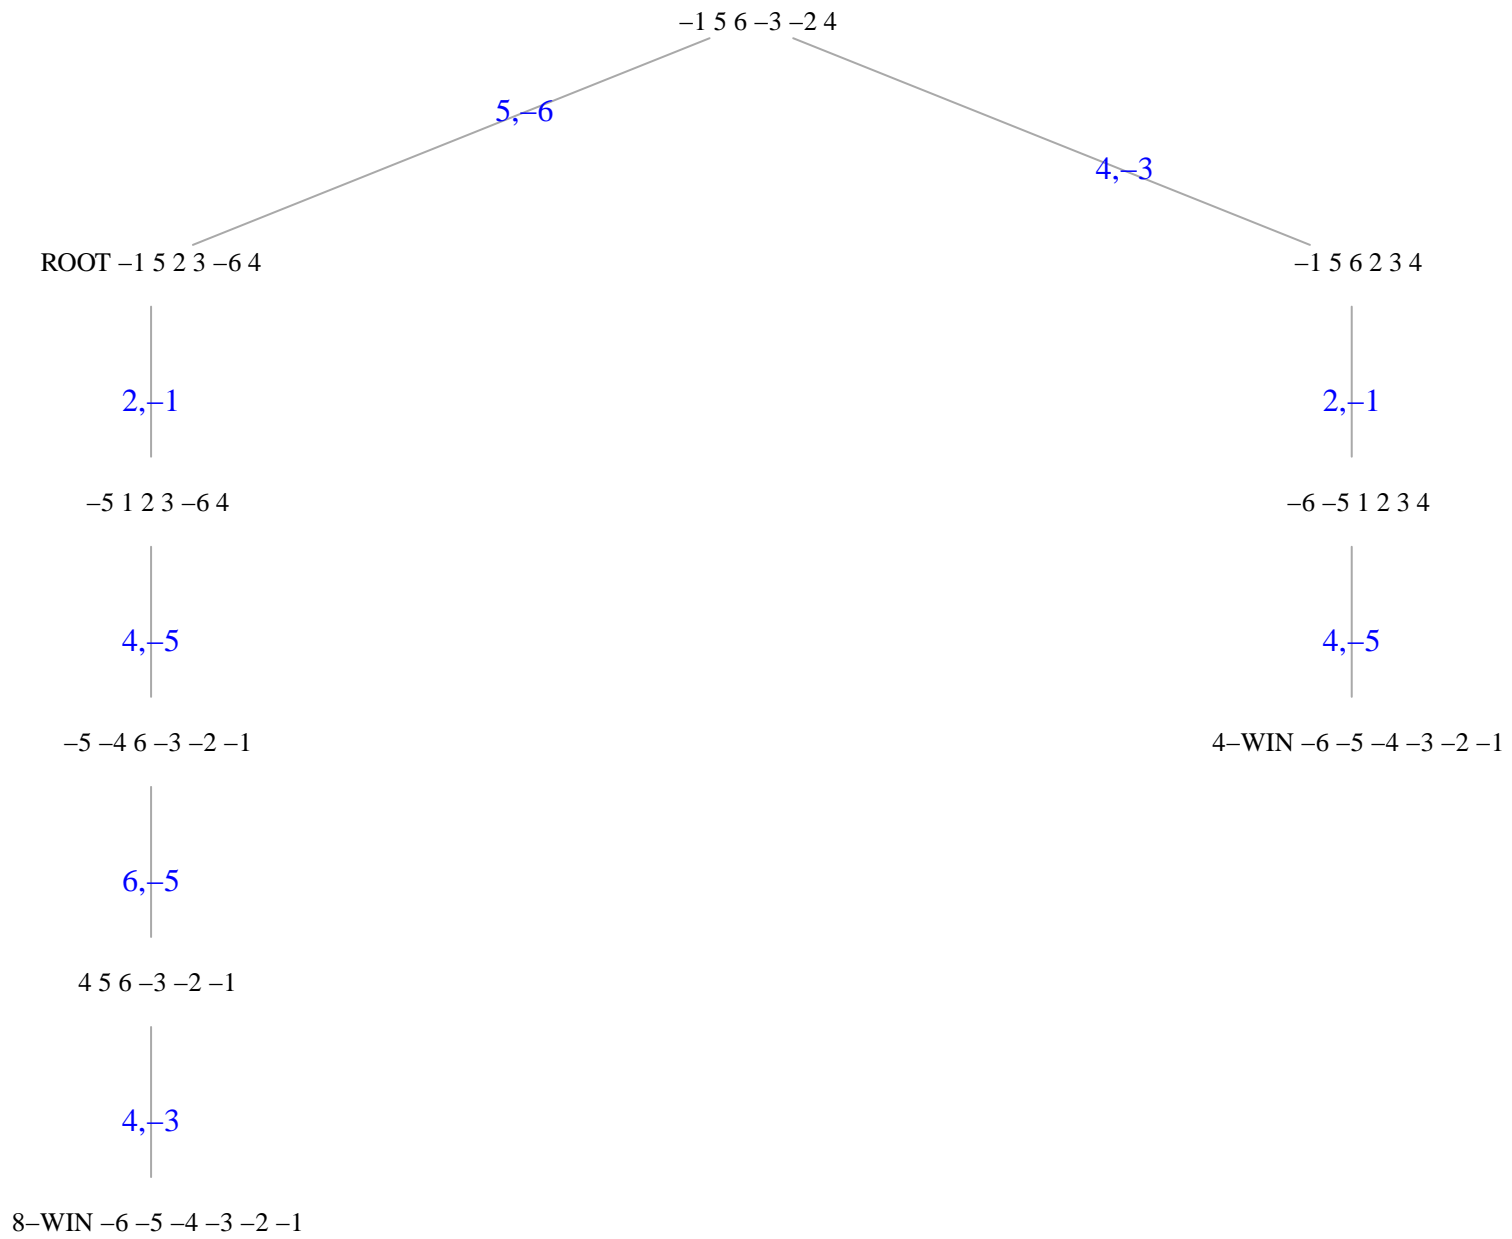 –1 5 6 –3 –2 4
5,–6
4,–3
ROOT –1 5 2 3 –6 4
–1 5 6 2 3 4
2,–1
2,–1
–5 1 2 3 –6 4
–6 –5 1 2 3 4
4,–5
4,–5
–5 –4 6 –3 –2 –1
4–WIN –6 –5 –4 –3 –2 –1
6,–5
4 5 6 –3 –2 –1
4,–3
8–WIN –6 –5 –4 –3 –2 –1